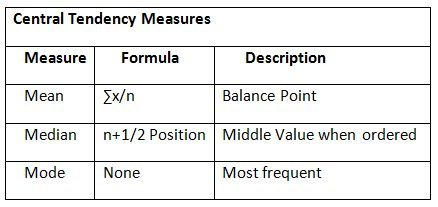 Central Tendency Measures
Measure Formula Description
Mean ∑x/n Balance Point
Median n+1/2 Position Middle Value when ordered
Mode None Most frequent